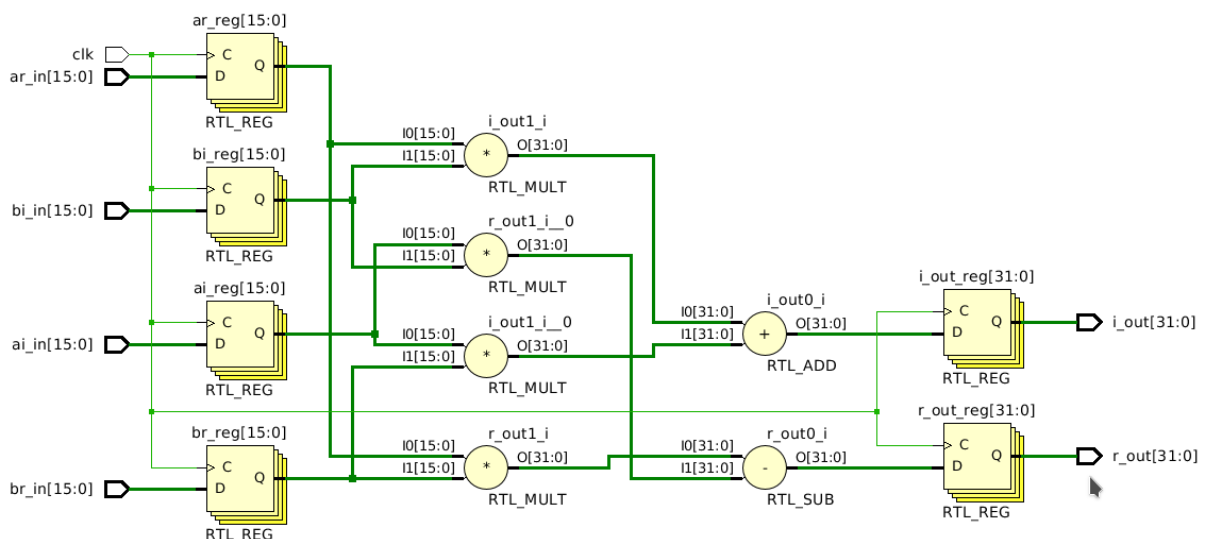 ar_reg[15:0]
clk
C
ar_in[15:0]
D
Q
RTL_REG
bi_reg[15:0]
C
bi_in[15:0]
D
Q
RTL_REG
ai_reg[15:0]
C
ai_in[15:0]
D
Q
RTL_REG
br_reg[15:0]
C
br_in[15:0]
D
Q
RTL_REG
i_out1_i
I0[15:0]
I1[15:0]
*
O[31:0]
RTL_MULT
r_out1_i__0
I0[15:0]
I1[15:0]
*
O[31:0]
RTL_MULT
i_out1_i__0
I0[15:0]
I1[15:0]
*
O[31:0]
RTL_MULT
r_out1_i
I0[15:0]
I1[15:0]
*
O[31:0]
RTL_MULT
i_out0_i
I0[31:0]
I1[31:0]
+
O[31:0]
RTL_ADD
r_out0_i
I0[31:0]
I1[31:0]
-
O[31:0]
RTL_SUB
i_out_reg[31:0]
C
D
Q
i_out[31:0]
RTL_REG
r_out_reg[31:0]
C
D
Q
r_out[31:0]
RTL_REG